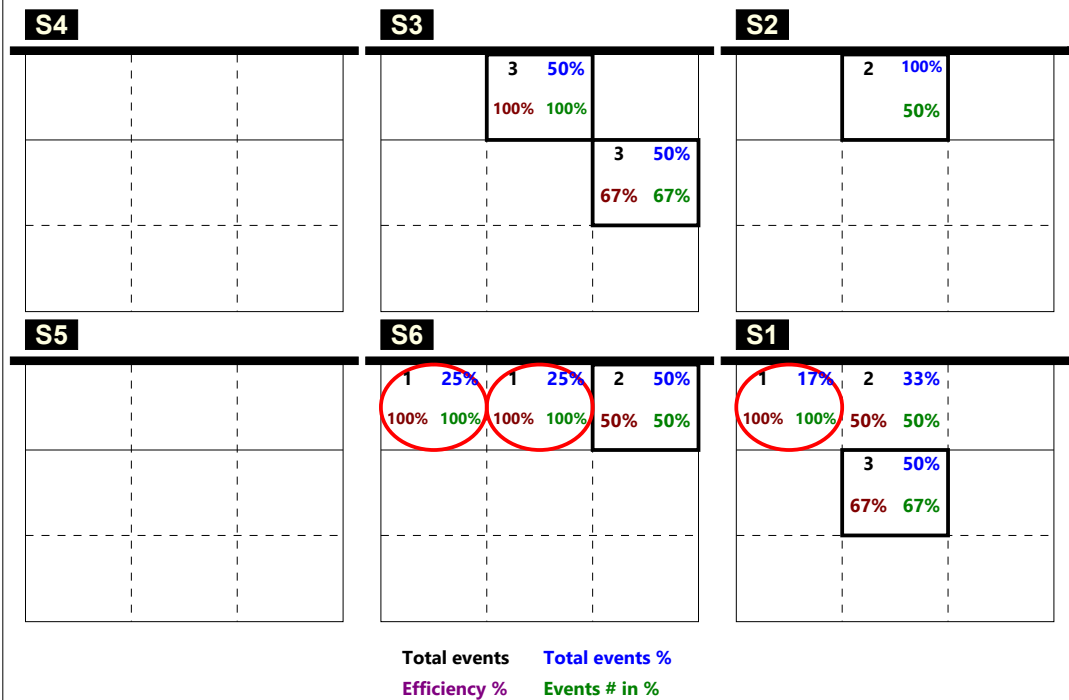 S4 S3 S2
3 50% 2 100%
100% 100% 50%
3 50%
67% 67%
S5 S6 S1
1 25% 1 25% 2 50% 1 17% 2 33%
100% 100% 100% 100% 50% 50% 100% 100% 50% 50%
3 50%
67% 67%
Total events Total events %
Efficiency % Events # in %